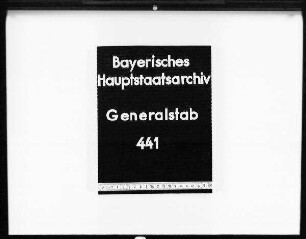 Bayerisches
Hauptstaatsarchiv
Generalstab
441